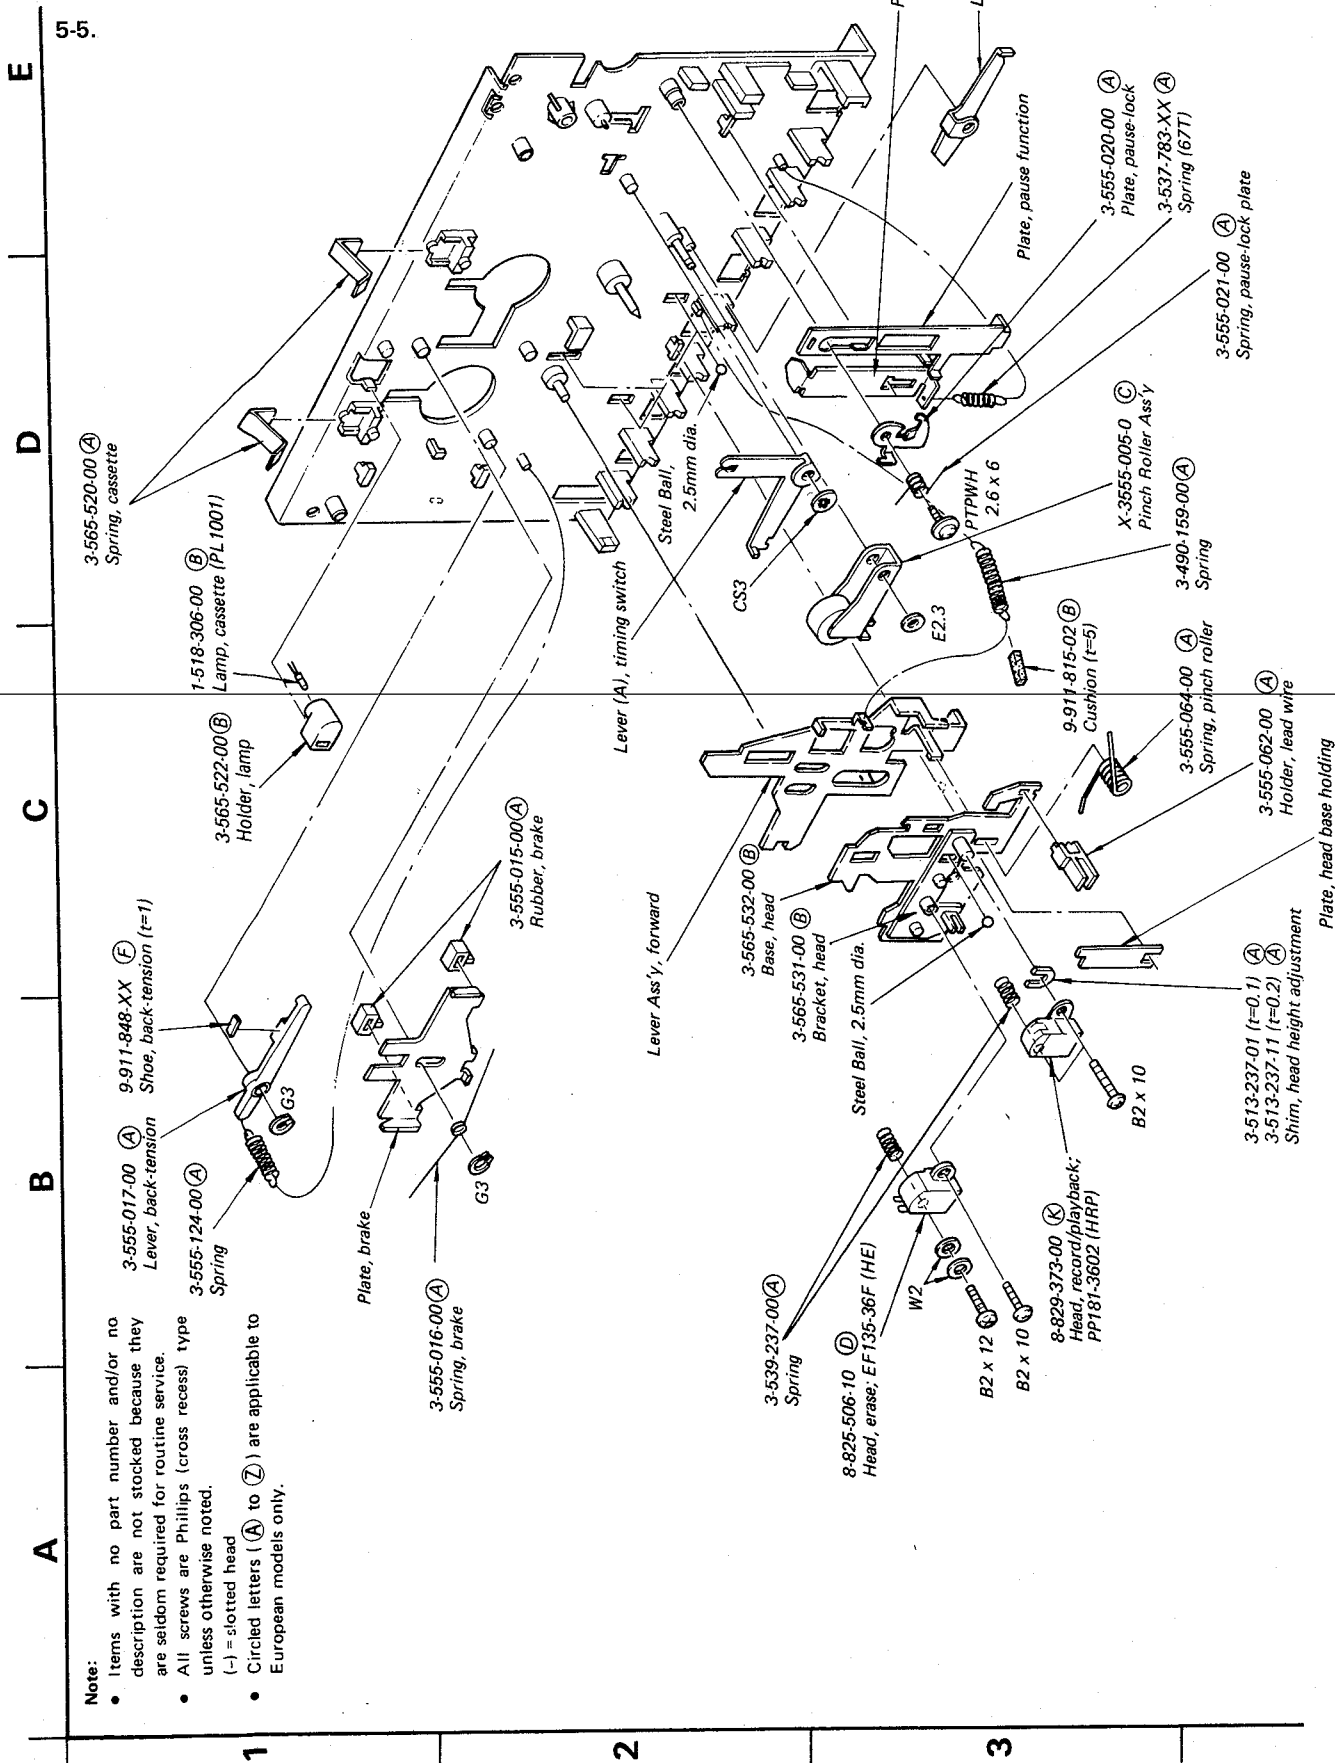 5-5.
A
B
C
D
E
1
2
3
Note:
• Items with no part number and/or no
description are not stocked because they
are seldom required for routine service.
• All screws are Phillips (cross recess) type
unless otherwise noted.
(-) = slotted head
• Circled letters (Ⓐ to Ⓩ) are applicable to
European models only.
3-555-017-00 Ⓐ
Lever, back-tension
9-911-848-XX Ⓕ
Shoe, back-tension (t=1)
3-555-124-00 Ⓐ
Spring
G3
3-565-522-00 Ⓑ
Holder, lamp
1-518-306-00 Ⓑ
Lamp, cassette (PL1001)
3-565-520-00 Ⓐ
Spring, cassette
Plate, brake
3-555-016-00 Ⓐ
Spring, brake
G3
3-555-015-00 Ⓐ
Rubber, brake
Lever (A), timing switch
Steel Ball,
2.5mm dia.
CS3
Lever Ass'y, forward
3-565-532-00 Ⓑ
Base, head
3-565-531-00 Ⓑ
Bracket, head
Steel Ball, 2.5mm dia.
3-539-237-00 Ⓐ
Spring
8-825-506-10 Ⓓ
Head, erase; EF135-36F (HE)
W2
B2 x 12
B2 x 10
8-829-373-00 Ⓚ
Head, record/playback;
PP181-3602 (HRP)
B2 x 10
3-513-237-01 (t=0.1) Ⓐ
3-513-237-11 (t=0.2) Ⓐ
Shim, head height adjustment
Plate, head base holding
3-555-062-00 Ⓐ
Holder, lead wire
3-555-064-00 Ⓐ
Spring, pinch roller
9-911-815-02 Ⓑ
Cushion (t=5)
E2.3
3-490-159-00 Ⓐ
Spring
X-3555-005-0 Ⓒ
Pinch Roller Ass'y
PTPWH
2.6 x 6
3-555-021-00 Ⓐ
Spring, pause-lock plate
3-537-783-XX Ⓐ
Spring (67T)
3-555-020-00 Ⓐ
Plate, pause-lock
Plate, pause function